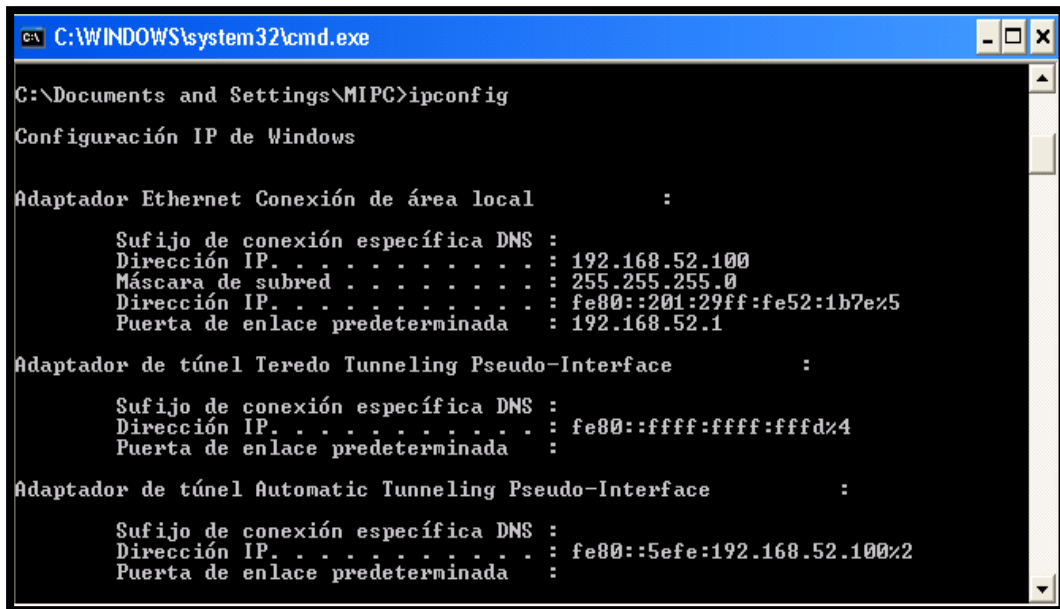 C:\WINDOWS\system32\cmd.exe
C:\Documents and Settings\MIPC>ipconfig
Configuración IP de Windows
Adaptador Ethernet Conexión de área local :
Sufijo de conexión específica DNS :
Dirección IP. . . . . . . . . . . : 192.168.52.100
Máscara de subred . . . . . . . . : 255.255.255.0
Dirección IP. . . . . . . . . . . : fe80::201:29ff:fe52:1b7e%5
Puerta de enlace predeterminada : 192.168.52.1
Adaptador de túnel Teredo Tunneling Pseudo-Interface :
Sufijo de conexión específica DNS :
Dirección IP. . . . . . . . . . . : fe80::ffff:ffff:fffd%4
Puerta de enlace predeterminada :
Adaptador de túnel Automatic Tunneling Pseudo-Interface :
Sufijo de conexión específica DNS :
Dirección IP. . . . . . . . . . . : fe80::5efe:192.168.52.100%2
Puerta de enlace predeterminada :